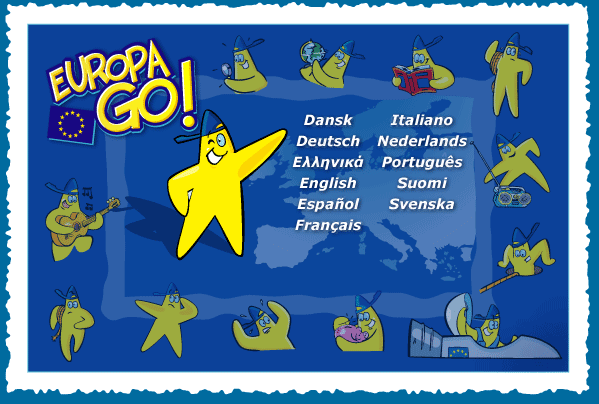 EUROPA
GO!
Dansk
Deutsch
Ελληνικά
English
Español
Français
Italiano
Nederlands
Português
Suomi
Svenska